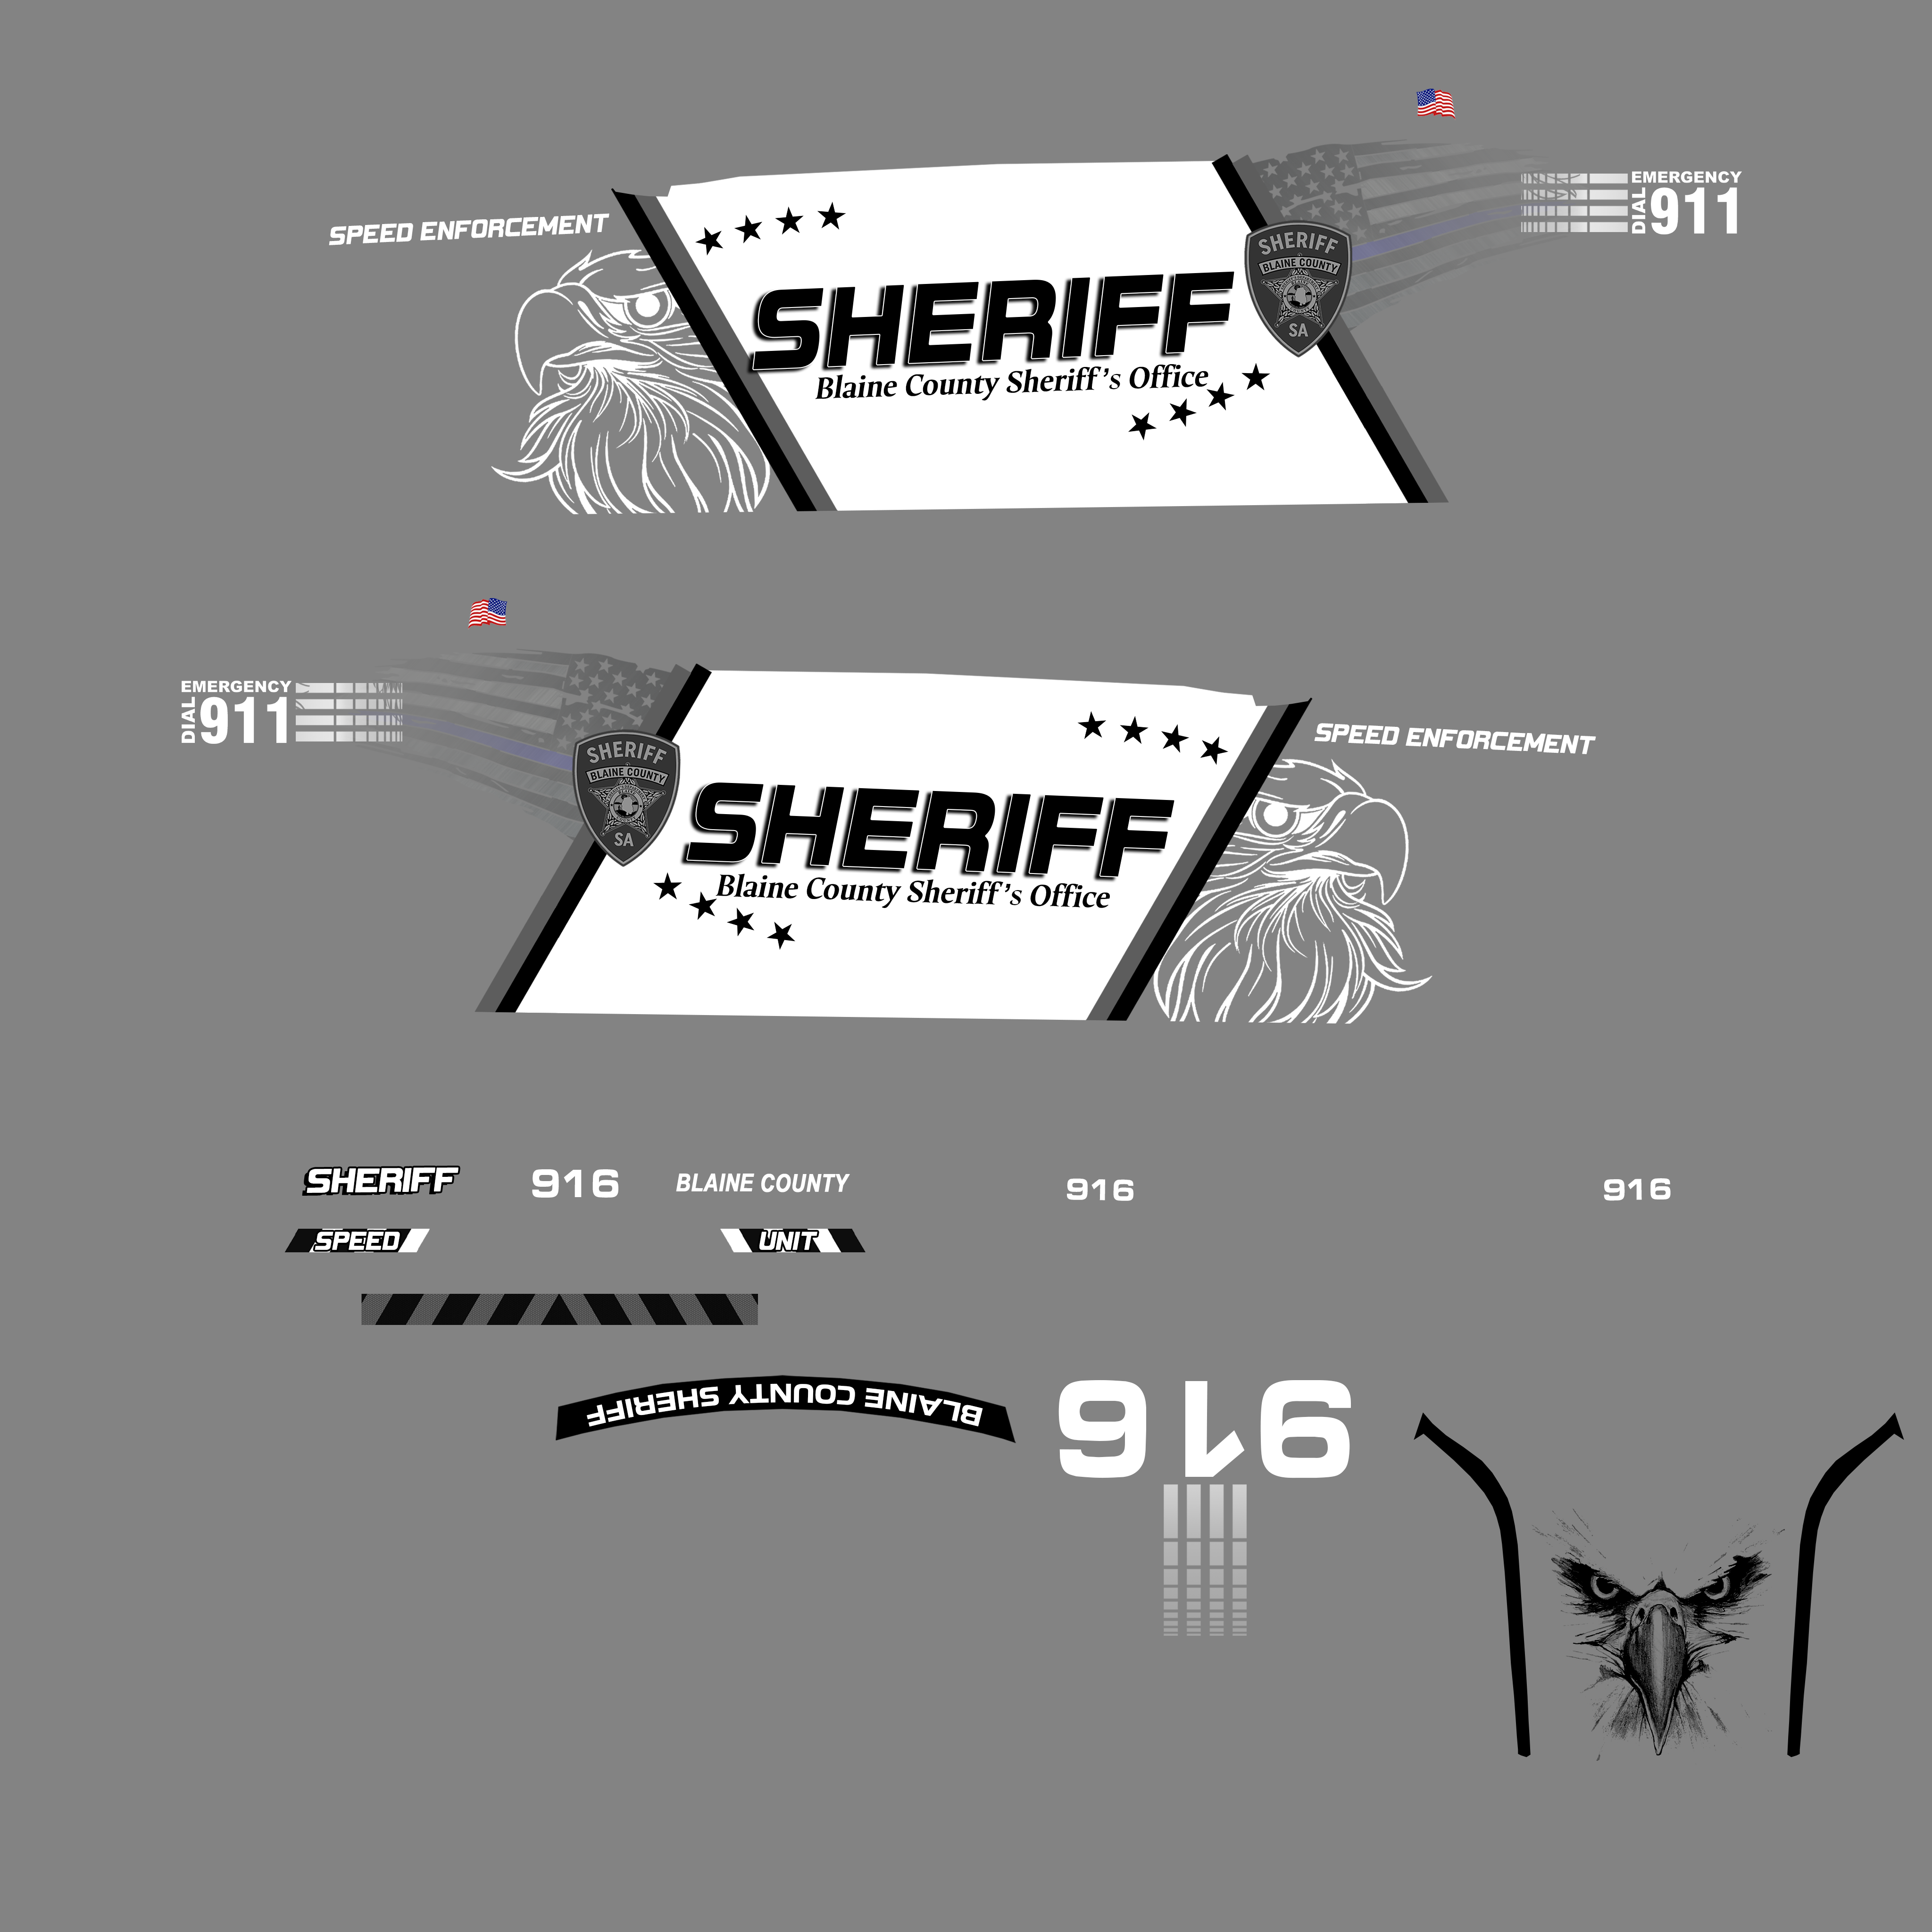 SPEED ENFORCEMENT
EMERGENCY
DIAL 911
SHERIFF
BLAINE COUNTY
SA
SHERIFF
Blaine County Sheriff's Office
EMERGENCY
DIAL 911
SPEED ENFORCEMENT
SHERIFF
BLAINE COUNTY
SA
SHERIFF
Blaine County Sheriff's Office
SHERIFF
916
BLAINE COUNTY
916
916
SPEED
UNIT
BLAINE COUNTY SHERIFF
916